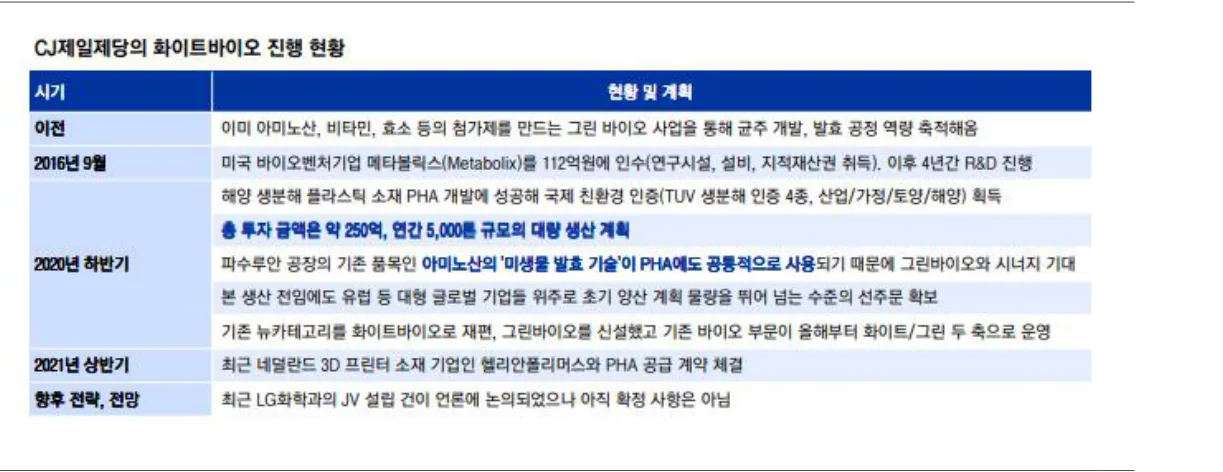 CJ제일제당의 화이트바이오 진행 현황
시기 현황 및 계획
이전 이미 아미노산, 비타민, 효소 등의 첨가제를 만드는 그린 바이오 사업을 통해 균주 개발, 발효 공정 역량 축적해옴
2016년 9월 미국 바이오벤처기업 메타볼릭스(Metabolix)를 112억원에 인수(연구시설, 설비, 지적재산권 취득). 이후 4년간 R&D 진행
해양 생분해 플라스틱 소재 PHA 개발에 성공해 국제 친환경 인증(TUV 생분해 인증 4종, 산업/가정/토양/해양) 획득
총 투자 금액은 약 250억, 연간 5,000톤 규모의 대량 생산 계획
2020년 하반기 파수루안 공장의 기존 품목인 아미노산의 '미생물 발효 기술'이 PHA에도 공통적으로 사용되기 때문에 그린바이오와 시너지 기대
본 생산 전임에도 유럽 등 대형 글로벌 기업들 위주로 초기 양산 계획 물량을 뛰어 넘는 수준의 선주문 확보
기존 뉴카테고리를 화이트바이오로 재편, 그린바이오를 신설했고 기존 바이오 부문이 올해부터 화이트/그린 두 축으로 운영
2021년 상반기 최근 네덜란드 3D 프린터 소재 기업인 헬리안폴리머스와 PHA 공급 계약 체결
향후 전략, 전망 최근 LG화학과의 JV 설립 건이 언론에 논의되었으나 아직 확정 사항은 아님